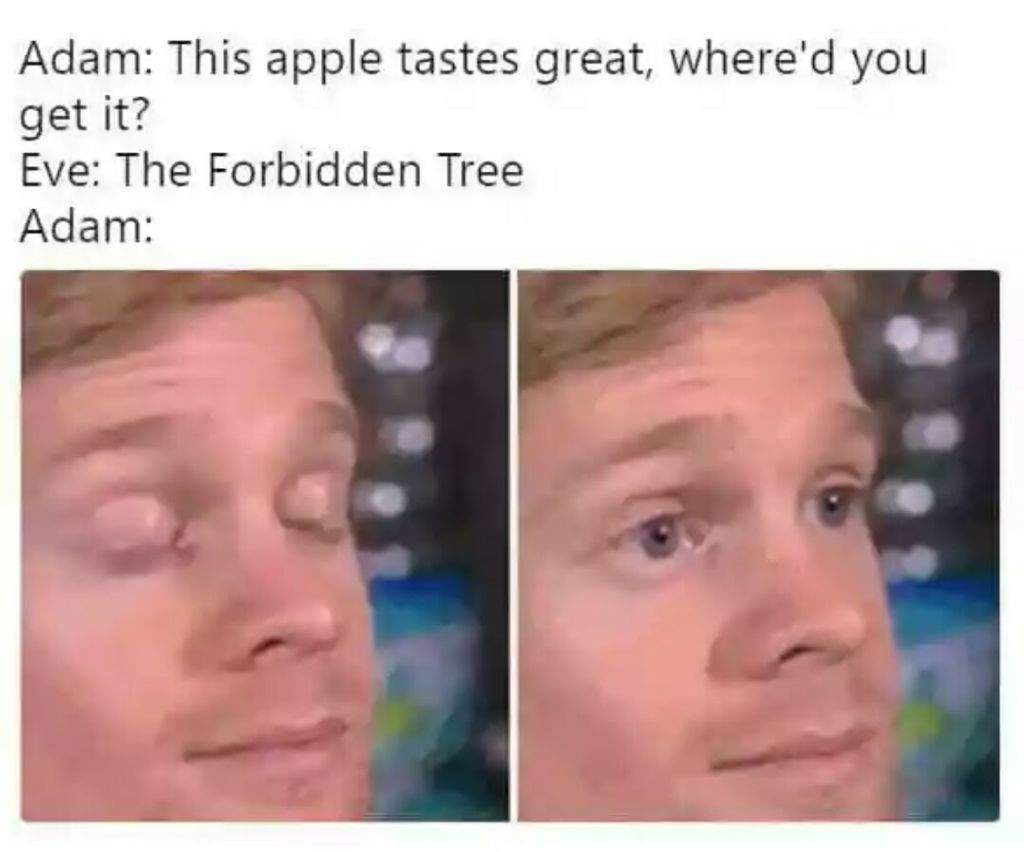 Adam: This apple tastes great, where'd you
get it?
Eve: The Forbidden Tree
Adam: